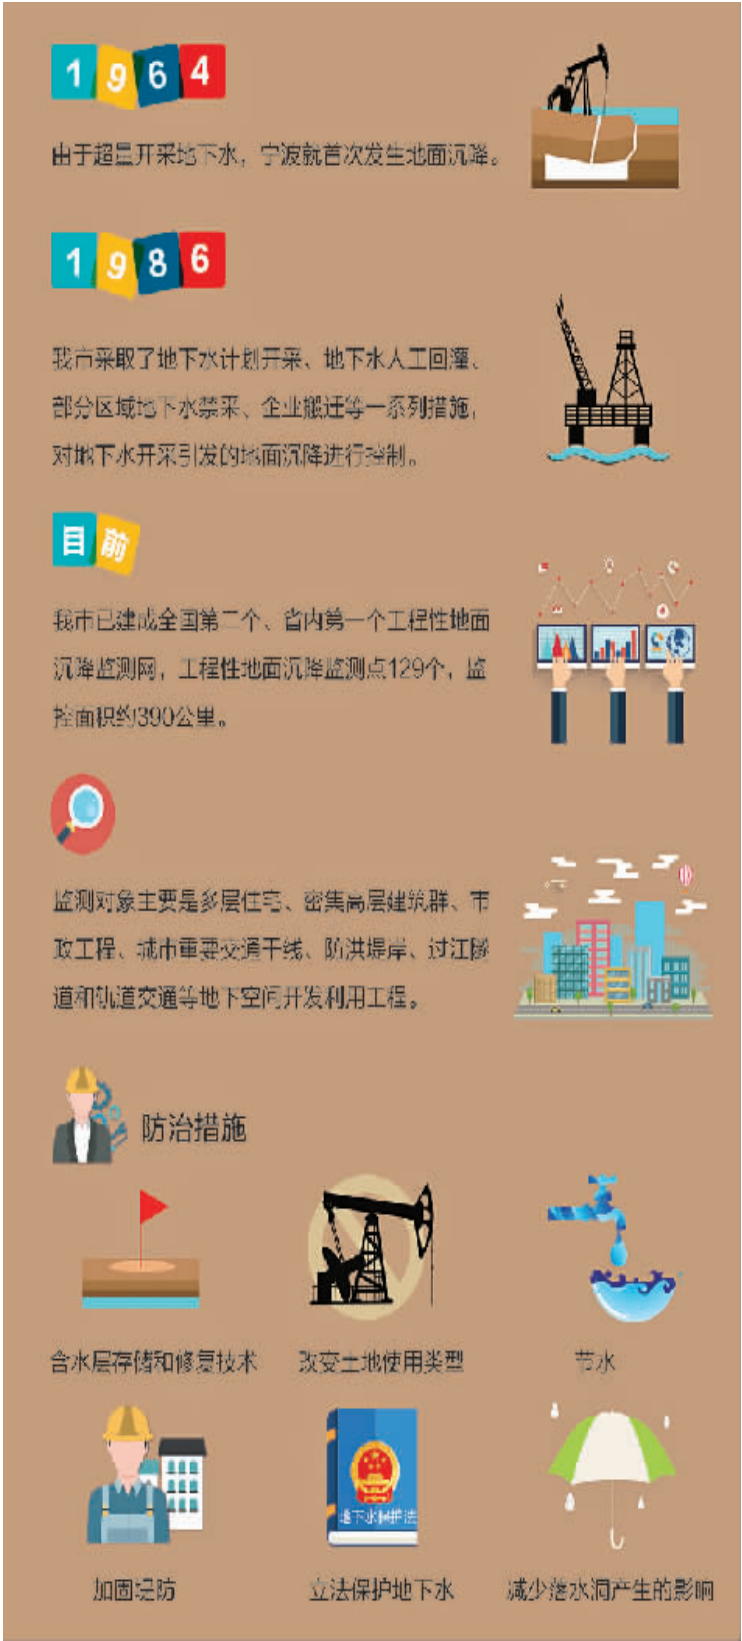 1964
由于超量开采地下水，宁波就首次发生地面沉降。
1986
我市采取了地下水计划开采、地下水人工回灌、
部分区域地下水禁采、企业搬迁等一系列措施，
对地下水开采引发的地面沉降进行控制。
目前
我市已建成全国第二个、省内第一个工程性地面
沉降监测网，工程性地面沉降监测点129个，监
控面积约390公里。
监测对象主要是多层住宅、密集高层建筑群、市
政工程、城市重要交通干线、防洪堤岸、过江隧
道和轨道交通等地下空间开发利用工程。
防治措施
含水层存储和修复技术
改变土地使用类型
节水
地下水保护法
加固堤防
立法保护地下水
减少落水洞产生的影响